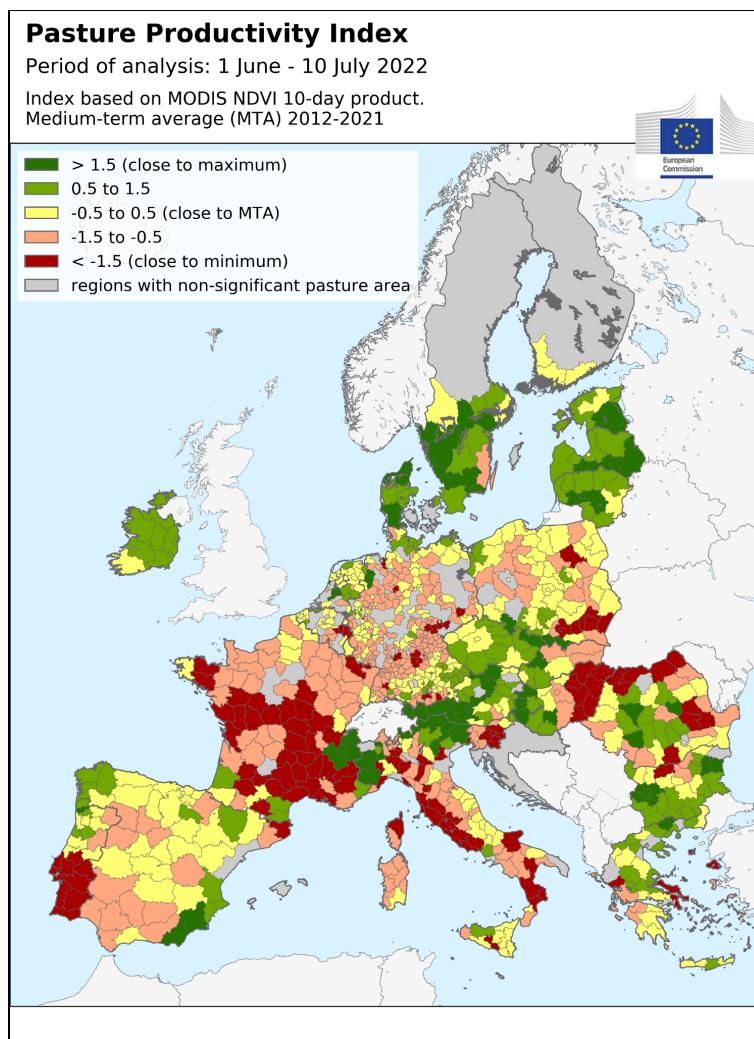 Pasture Productivity Index
Period of analysis: 1 June - 10 July 2022
Index based on MODIS NDVI 10-day product.
Medium-term average (MTA) 2012-2021
European
Commission
> 1.5 (close to maximum)
0.5 to 1.5
-0.5 to 0.5 (close to MTA)
-1.5 to -0.5
< -1.5 (close to minimum)
regions with non-significant pasture area